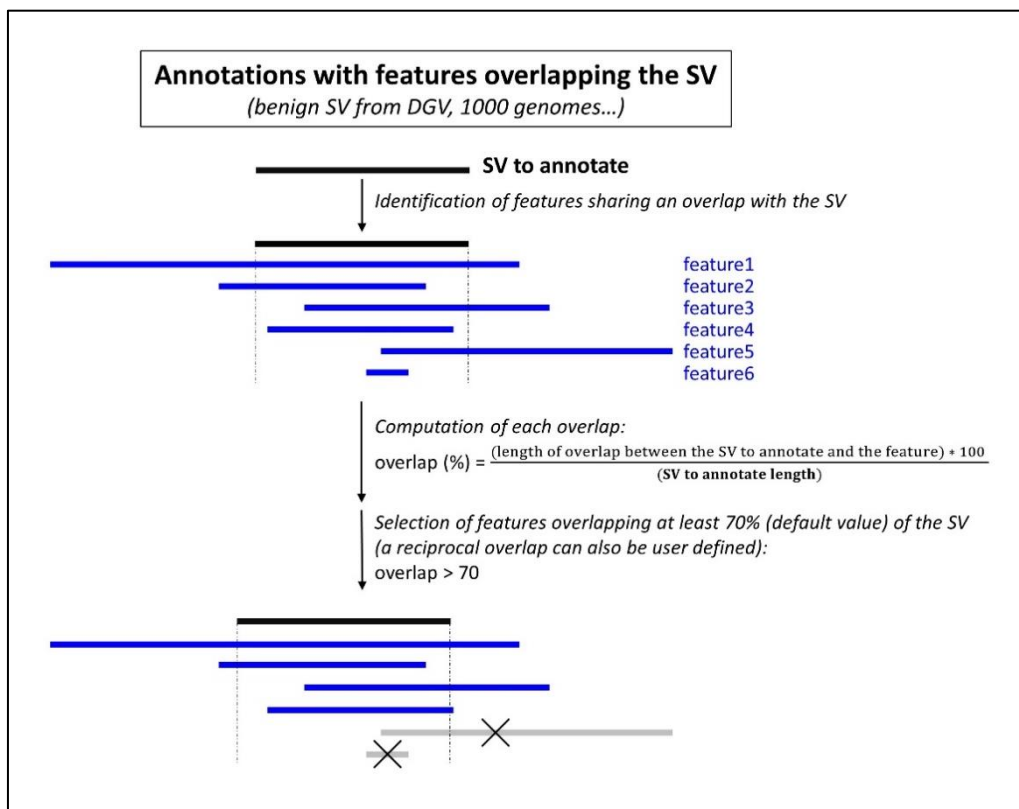 Annotations with features overlapping the SV
(benign SV from DGV, 1000 genomes…)
SV to annotate
Identification of features sharing an overlap with the SV
feature1
feature2
feature3
feature4
feature5
feature6
Computation of each overlap:
overlap (%) = (length of overlap between the SV to annotate and the feature) * 100
(SV to annotate length)
Selection of features overlapping at least 70% (default value) of the SV
(a reciprocal overlap can also be user defined):
overlap > 70